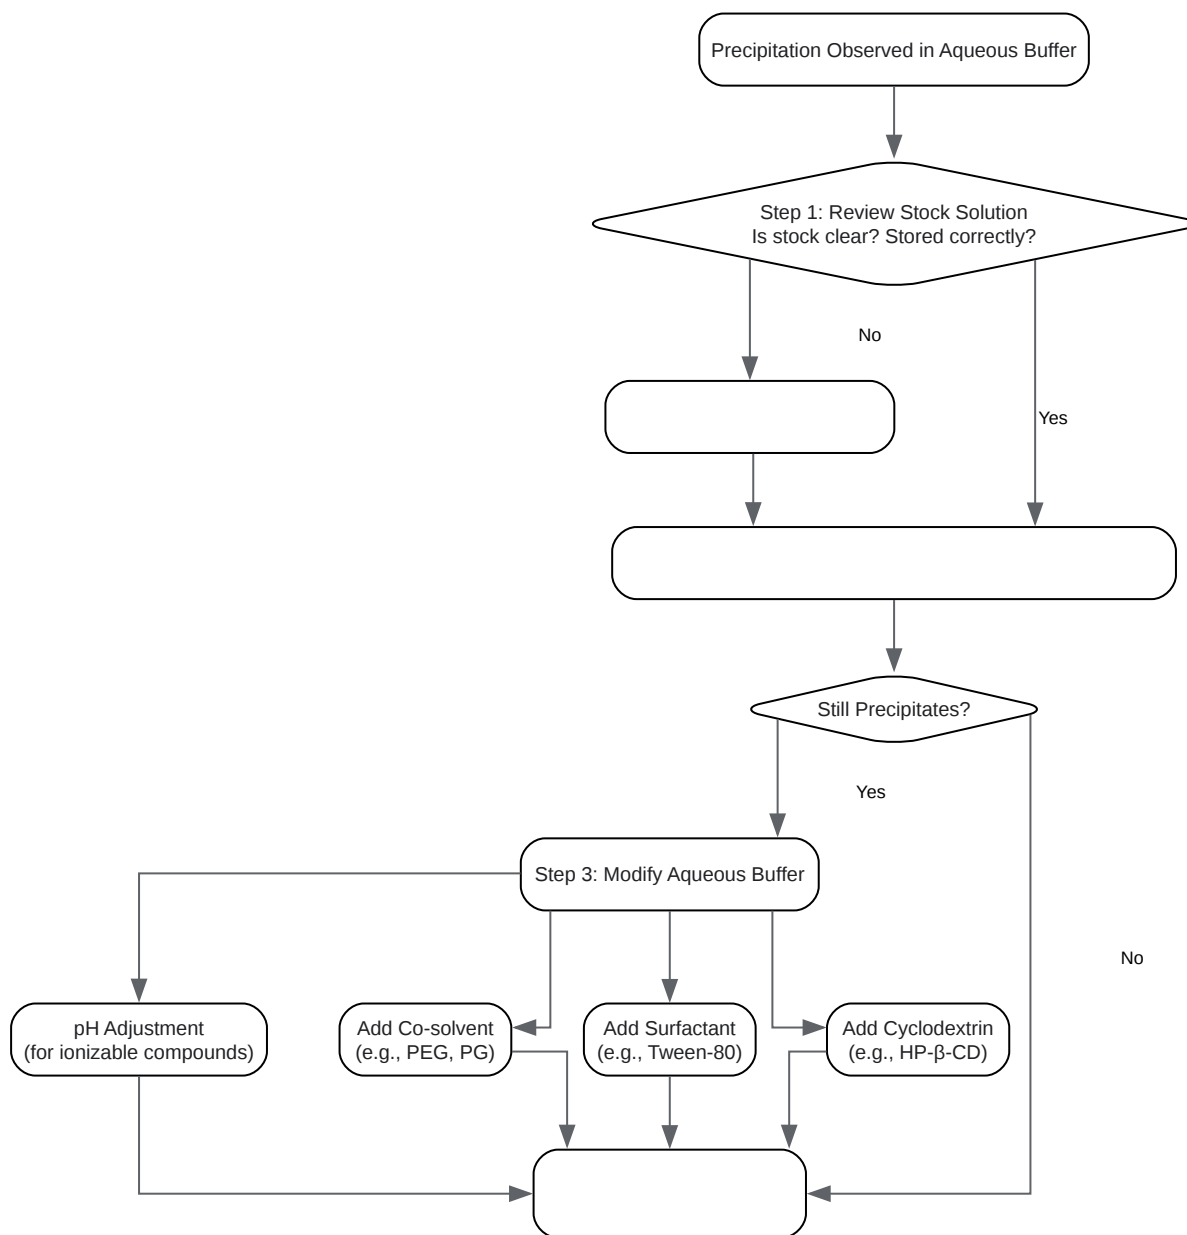 Precipitation Observed in Aqueous Buffer
Step 1: Review Stock Solution
Is stock clear? Stored correctly?
No
Yes
Still Precipitates?
Yes
Step 3: Modify Aqueous Buffer
No
pH Adjustment
(for ionizable compounds)
Add Co-solvent
(e.g., PEG, PG)
Add Surfactant
(e.g., Tween-80)
Add Cyclodextrin
(e.g., HP-β-CD)